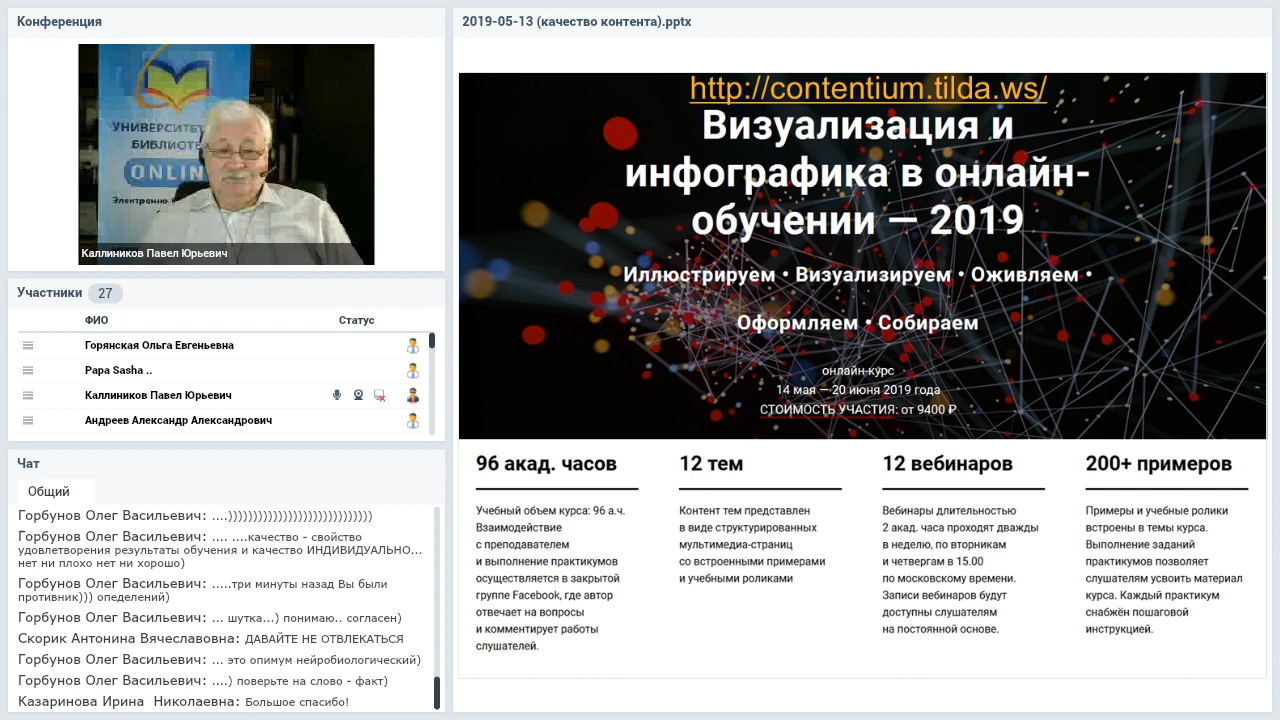 Конференция
УНИВЕРСИТЕТ
БИБЛИОТЕ
ONLIN
Электронно
Каллиников Павел Юрьевич
Участники 27
ФИО Статус
Горянская Ольга Евгеньевна
Papa Sasha ..
Каллиников Павел Юрьевич
Андреев Александр Александрович
Чат
Общий
Горбунов Олег Васильевич: ....)))))))))))))))))))))))))))))
Горбунов Олег Васильевич: .... ....качество - свойство
удовлетворения результаты обучения и качество ИНДИВИДУАЛЬНО...
нет ни плохо нет ни хорошо)
Горбунов Олег Васильевич: .....три минуты назад Вы были
противник))) опеделений)
Горбунов Олег Васильевич: ... шутка...) понимаю.. согласен)
Скорик Антонина Вячеславовна: ДАВАЙТЕ НЕ ОТВЛЕКАТЬСЯ
Горбунов Олег Васильевич: ... это опимум нейробиологический)
Горбунов Олег Васильевич: ....) поверьте на слово - факт)
Казаринова Ирина  Николаевна: Большое спасибо!
2019-05-13 (качество контента).pptx
http://contentium.tilda.ws/
Визуализация и
инфографика в онлайн-
обучении — 2019
Иллюстрируем • Визуализируем • Оживляем •
Оформляем • Собираем
онлайн-курс
14 мая — 20 июня 2019 года
СТОИМОСТЬ УЧАСТИЯ: от 9400 ₽
96 акад. часов
Учебный объем курса: 96 а.ч.
Взаимодействие
с преподавателем
и выполнение практикумов
осуществляется в закрытой
группе Facebook, где автор
отвечает на вопросы
и комментирует работы
слушателей.
12 тем
Контент тем представлен
в виде структурированных
мультимедиа-страниц
со встроенными примерами
и учебными роликами
12 вебинаров
Вебинары длительностью
2 акад. часа проходят дважды
в неделю, по вторникам
и четвергам в 15.00
по московскому времени.
Записи вебинаров будут
доступны слушателям
на постоянной основе.
200+ примеров
Примеры и учебные ролики
встроены в темы курса.
Выполнение заданий
практикумов позволяет
слушателям усвоить материал
курса. Каждый практикум
снабжён пошаговой
инструкцией.